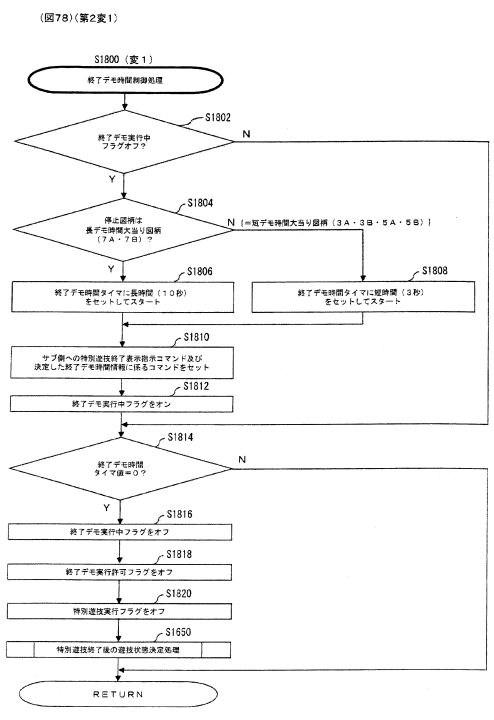 (図78)(第2変1)
S1800(変1)
終了デモ時間制御処理
S1802
終了デモ実行中
フラグオフ?
N
Y
S1804
停止図柄は
長デモ時間大当り図柄
(7A・7B)?
N [=短デモ時間大当り図柄(3A・3B・5A・5B)]
Y
S1806
終了デモ時間タイマに長時間(10秒)
をセットしてスタート
S1808
終了デモ時間タイマに短時間(3秒)
をセットしてスタート
S1810
サブ側への特別遊技終了表示指示コマンド及び
決定した終了デモ時間情報に係るコマンドをセット
S1812
終了デモ実行中フラグをオン
S1814
終了デモ時間
タイマ値=0?
N
Y
S1816
終了デモ実行中フラグをオフ
S1818
終了デモ実行許可フラグをオフ
S1820
特別遊技実行フラグをオフ
S1650
特別遊技終了後の遊技状態決定処理
RETURN